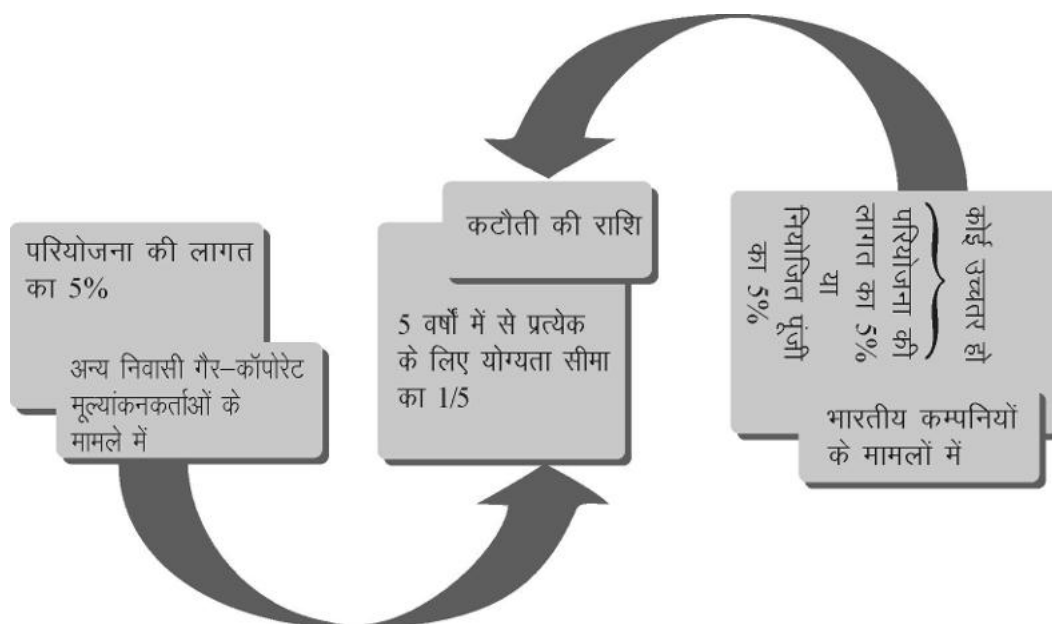 परियोजना की लागत
का 5%
अन्य निवासी गैर–कॉपोरेट
मूल्यांकनकर्ताओं के
मामले में
कटौती की राशि
5 वर्षों में से प्रत्येक
के लिए योग्यता सीमा
का 1/5
कोई उच्चतर हो
परियोजना की
लागत का 5%
या
नियोजित पूंजी
का 5%
भारतीय कम्पनियों
के मामलों में